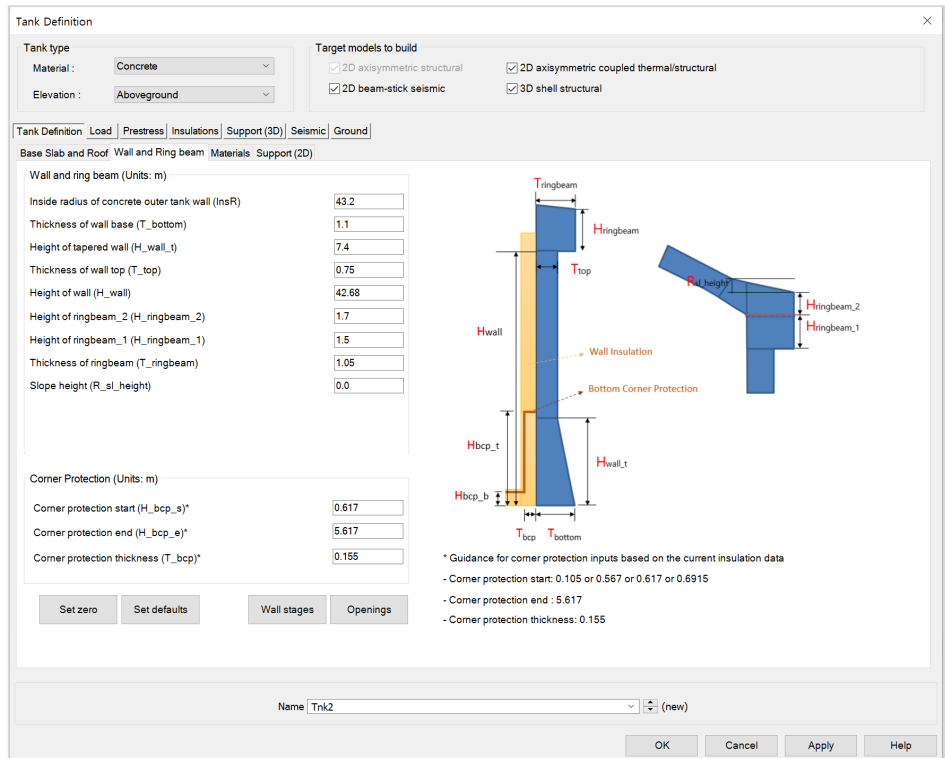 Tank Definition
Tank type
Material :
Concrete
Elevation :
Aboveground
Target models to build
2D axisymmetric structural
2D axisymmetric coupled thermal/structural
2D beam-stick seismic
3D shell structural
Tank Definition Load Prestress Insulations Support (3D) Seismic Ground
Base Slab and Roof Wall and Ring beam Materials Support (2D)
Wall and ring beam (Units: m)
Inside radius of concrete outer tank wall (InsR) 43.2
Thickness of wall base (T_bottom) 1.1
Height of tapered wall (H_wall_t) 7.4
Thickness of wall top (T_top) 0.75
Height of wall (H_wall) 42.68
Height of ringbeam_2 (H_ringbeam_2) 1.7
Height of ringbeam_1 (H_ringbeam_1) 1.5
Thickness of ringbeam (T_ringbeam) 1.05
Slope height (R_sl_height) 0.0
Corner Protection (Units: m)
Corner protection start (H_bcp_s)* 0.617
Corner protection end (H_bcp_e)* 5.617
Corner protection thickness (T_bcp)* 0.155
Set zero Set defaults Wall stages Openings
Tringbeam
Hringbeam
Ttop
Hwall
Wall Insulation
Bottom Corner Protection
Hbcp_t
Hwall_t
Hbcp_b
Tbcp Tbottom
Rsl_height
Hringbeam_2
Hringbeam_1
* Guidance for corner protection inputs based on the current insulation data
- Corner protection start: 0.105 or 0.567 or 0.617 or 0.6915
- Corner protection end : 5.617
- Corner protection thickness: 0.155
Name Tnk2 (new)
OK Cancel Apply Help